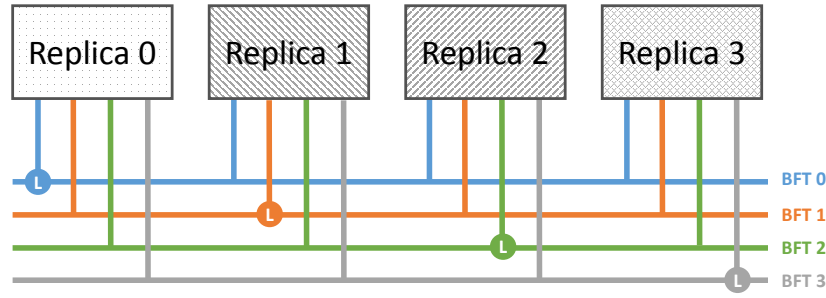 Replica 0
Replica 1
Replica 2
Replica 3
L
BFT 0
L
BFT 1
L
BFT 2
L
BFT 3